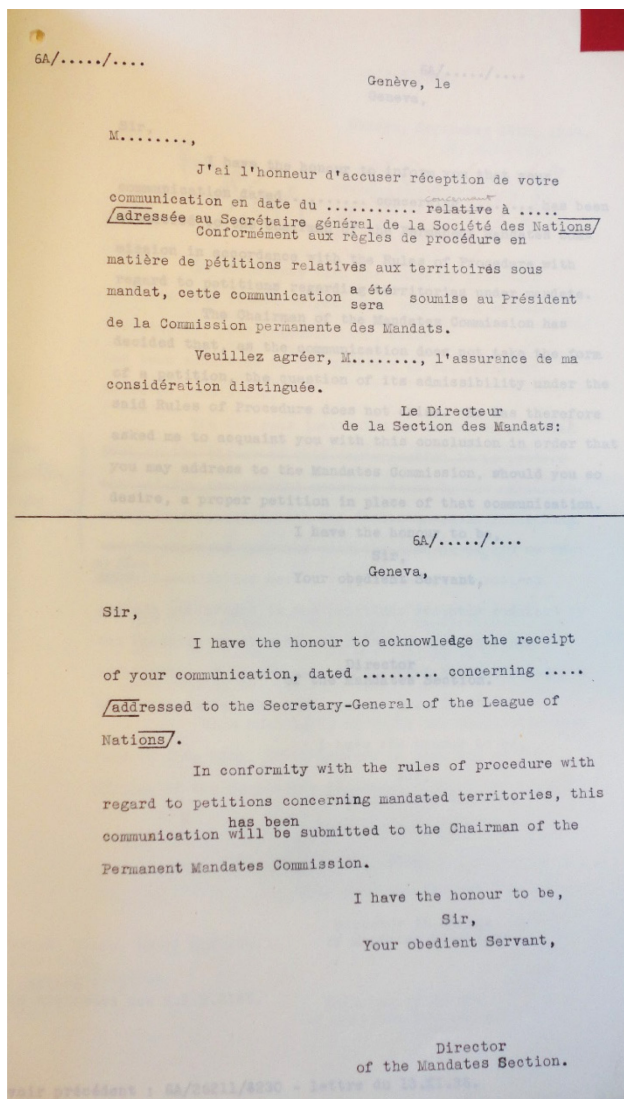 6A/...../....
Genève, le
M........,
J'ai l'honneur d'accuser réception de votre
concernant
communication en date du ........... relative à .....
/adressée au Secrétaire général de la Société des Nations/
Conformément aux règles de procédure en
matière de pétitions relatives aux territoires sous
a été
mandat, cette communication sera soumise au Président
de la Commission permanente des Mandats.
Veuillez agréer, M........, l'assurance de ma
considération distinguée.
Le Directeur
de la Section des Mandats:
6A/...../....
Geneva,
Sir,
I have the honour to acknowledge the receipt
of your communication, dated ......... concerning .....
/addressed to the Secretary-General of the League of
Nations/.
In conformity with the rules of procedure with
regard to petitions concerning mandated territories, this
has been
communication will be submitted to the Chairman of the
Permanent Mandates Commission.
I have the honour to be,
Sir,
Your obedient Servant,
Director
of the Mandates Section.